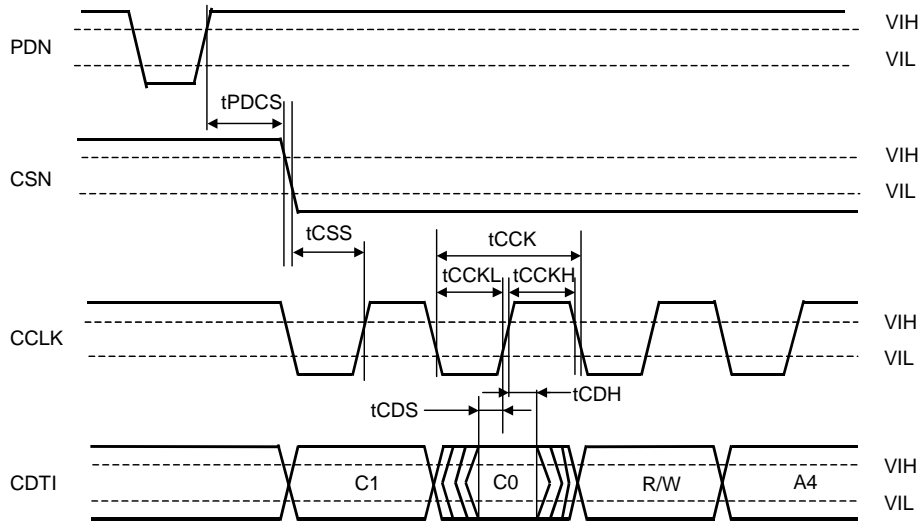 PDN
VIH
VIL
tPDCS
CSN
VIH
VIL
tCSS
tCCK
tCCKL
tCCKH
CCLK
VIH
VIL
tCDS
tCDH
CDTI
C1
C0
R/W
A4
VIH
VIL